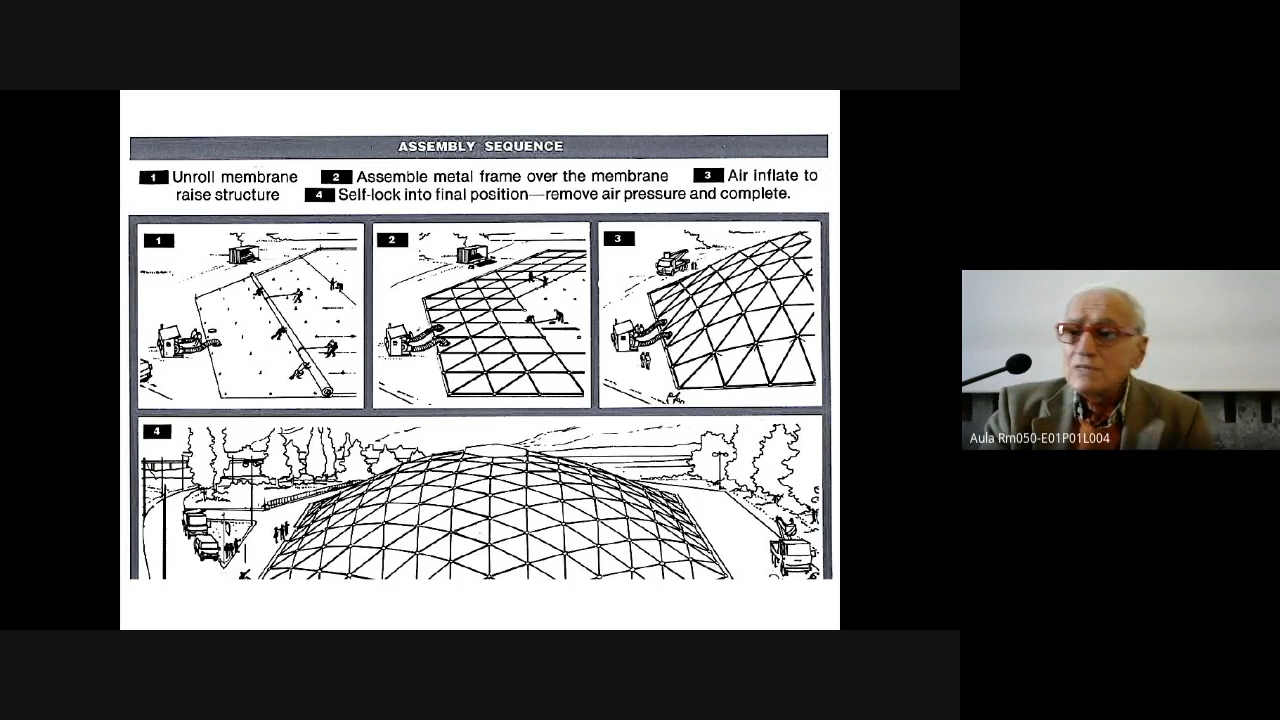 ASSEMBLY SEQUENCE
1 Unroll membrane 2 Assemble metal frame over the membrane 3 Air inflate to
raise structure 4 Self-lock into final position—remove air pressure and complete.
1
2
3
4
Aula Rm050-E01P01L004